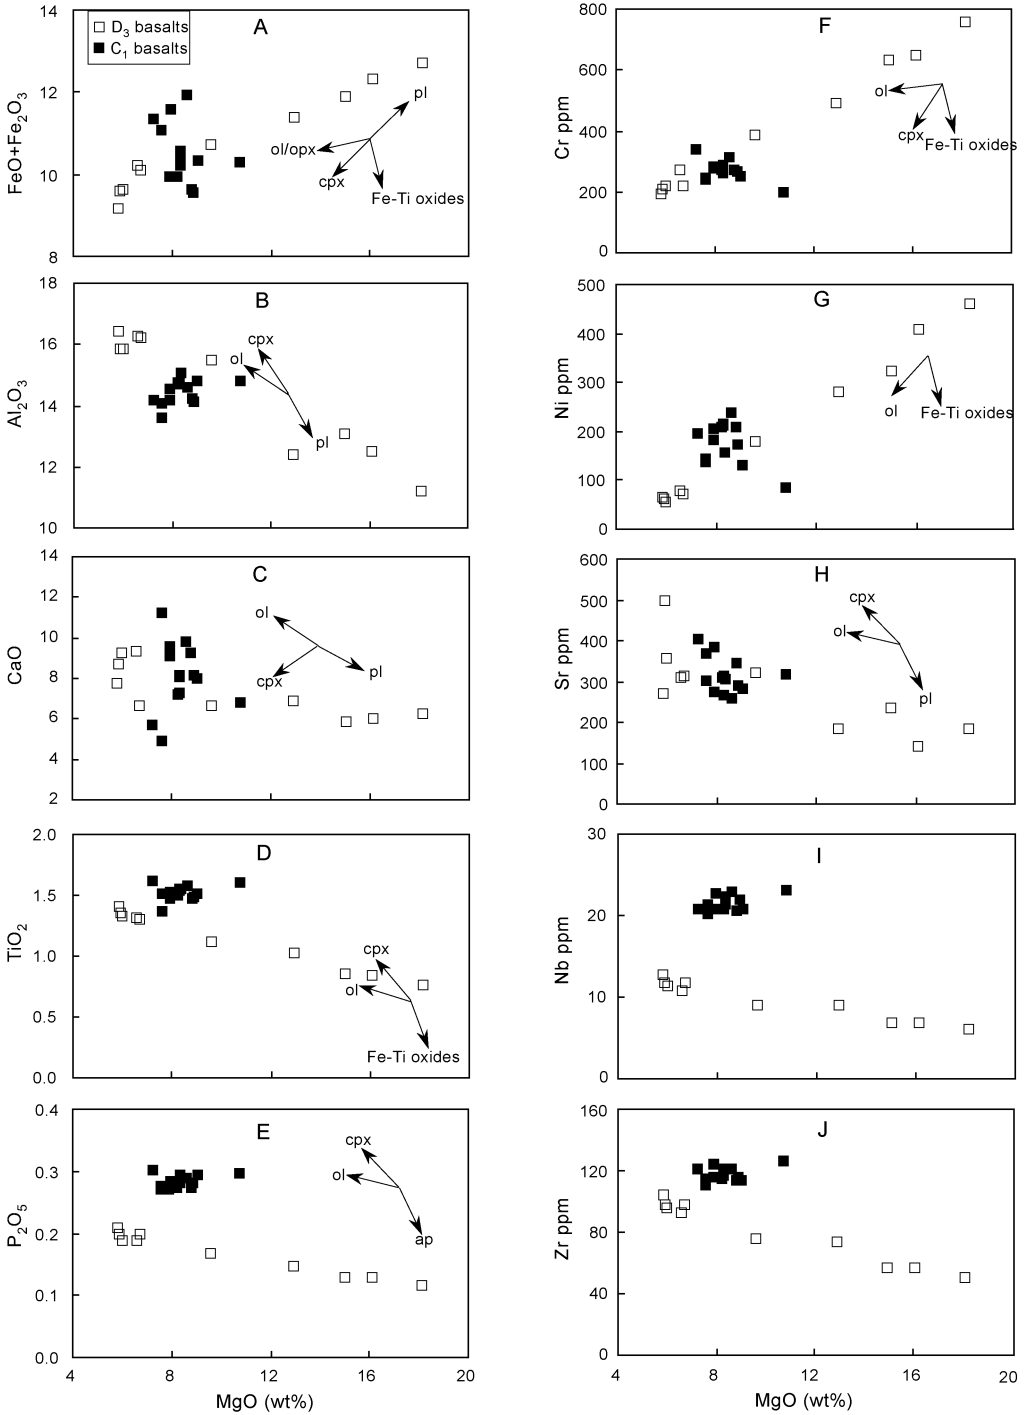 A
□ D₃ basalts
■ C₁ basalts
FeO+Fe₂O₃
14
12
10
8
pl
ol/opx
cpx
Fe-Ti oxides
B
Al₂O₃
18
16
14
12
10
cpx
ol
pl
C
CaO
14
12
10
8
6
4
2
ol
cpx
pl
D
TiO₂
2.0
1.5
1.0
0.5
0.0
cpx
ol
Fe-Ti oxides
E
P₂O₅
0.4
0.3
0.2
0.1
0.0
cpx
ol
ap
4 8 12 16 20
MgO (wt%)
F
Cr ppm
800
600
400
200
0
ol
cpx
Fe-Ti oxides
G
Ni ppm
500
400
300
200
100
0
ol
Fe-Ti oxides
H
Sr ppm
600
500
400
300
200
100
0
cpx
ol
pl
I
Nb ppm
30
20
10
0
J
Zr ppm
160
120
80
40
0
4 8 12 16 20
MgO (wt%)